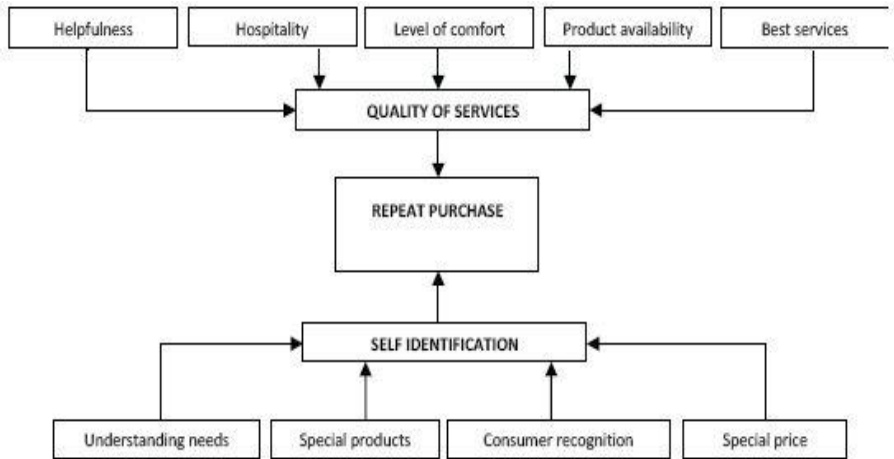 Helpfulness
Hospitality
Level of comfort
Product availability
Best services
QUALITY OF SERVICES
REPEAT PURCHASE
SELF IDENTIFICATION
Understanding needs
Special products
Consumer recognition
Special price